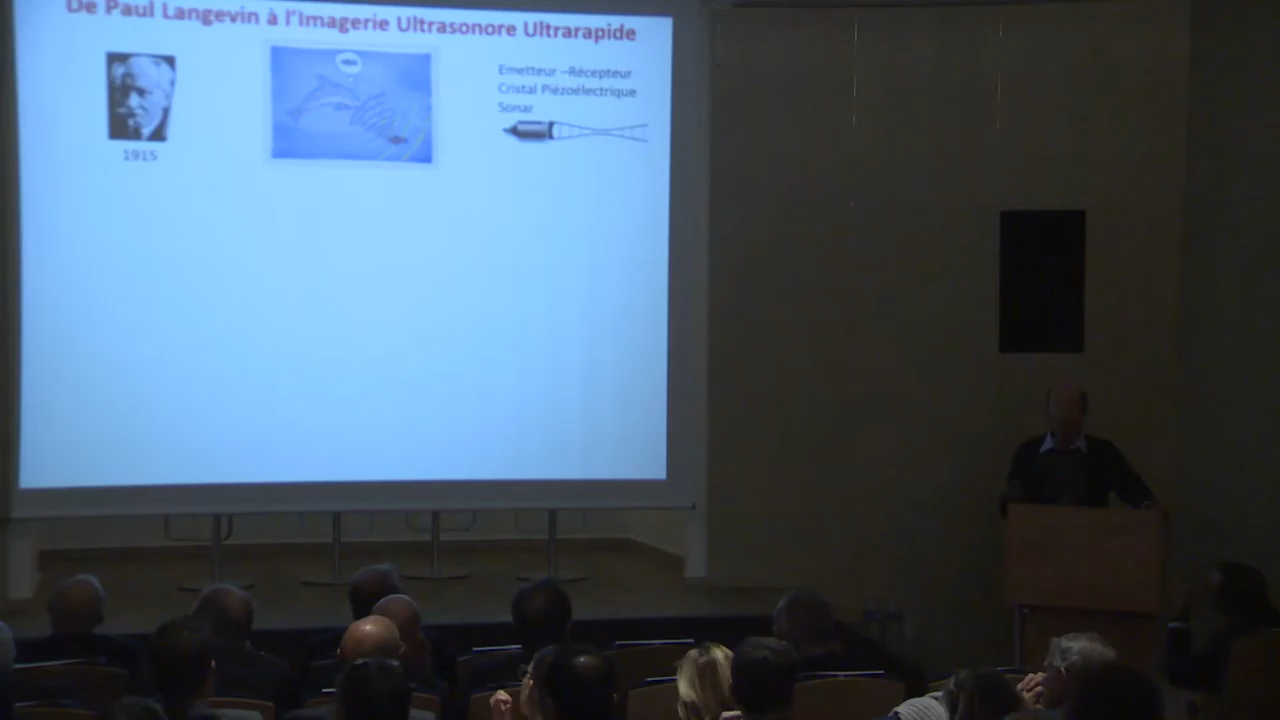 De Paul Langevin à l'Imagerie Ultrasonore Ultrarapide
Emetteur –Récepteur
Cristal Piézoélectrique
Sonar
1915